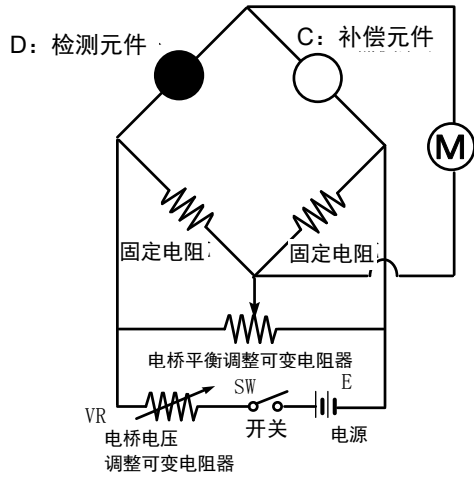 D：检测元件
C：补偿元件
M
固定电阻
固定电阻
电桥平衡调整可变电阻器
SW
E
VR
开关
电源
电桥电压
调整可变电阻器